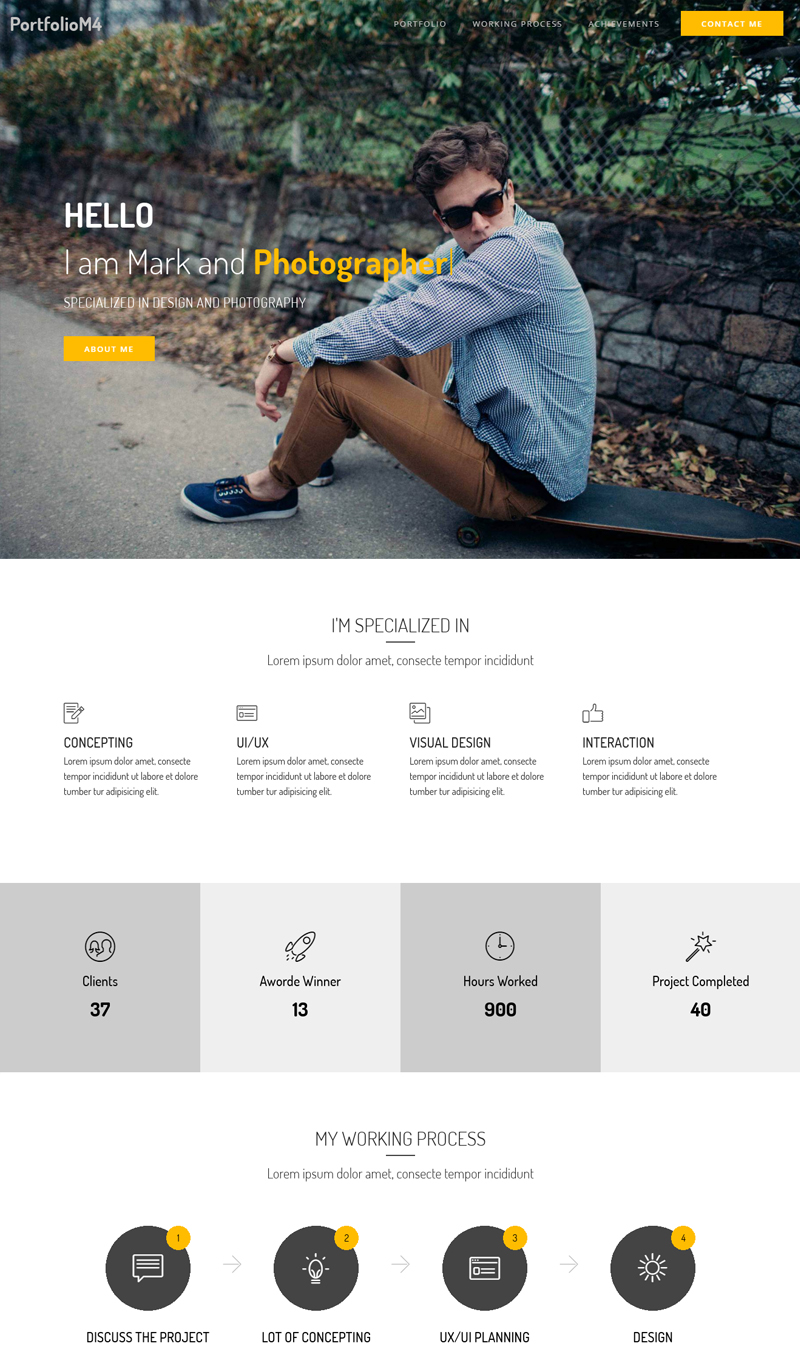 PortfolioM4
PORTFOLIO WORKING PROCESS ACHIEVEMENTS CONTACT ME
HELLO
I am Mark and Photographer
SPECIALIZED IN DESIGN AND PHOTOGRAPHY
ABOUT ME
I'M SPECIALIZED IN
Lorem ipsum dolor amet, consecte tempor incididunt
CONCEPTING
Lorem ipsum dolor amet, consecte
tempor incididunt ut labore et dolore
tumber tur adipisicing elit.
UI/UX
Lorem ipsum dolor amet, consecte
tempor incididunt ut labore et dolore
tumber tur adipisicing elit.
VISUAL DESIGN
Lorem ipsum dolor amet, consecte
tempor incididunt ut labore et dolore
tumber tur adipisicing elit.
INTERACTION
Lorem ipsum dolor amet, consecte
tempor incididunt ut labore et dolore
tumber tur adipisicing elit.
Clients
37
Aworde Winner
13
Hours Worked
900
Project Completed
40
MY WORKING PROCESS
Lorem ipsum dolor amet, consecte tempor incididunt
1
DISCUSS THE PROJECT
2
LOT OF CONCEPTING
3
UX/UI PLANNING
4
DESIGN